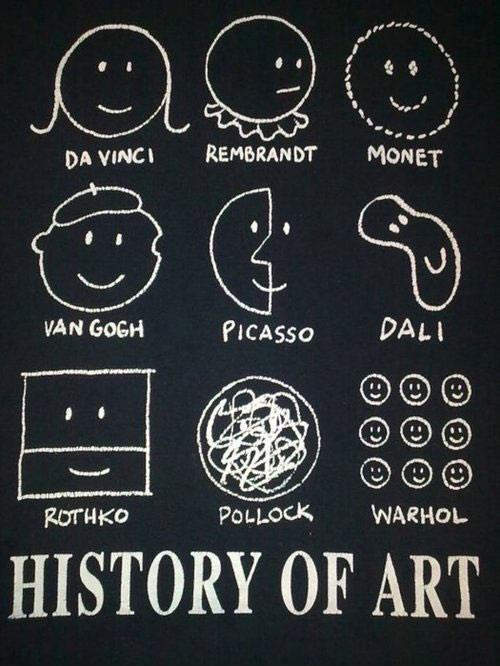 DA VINCI
REMBRANDT
MONET
VAN GOGH
PICASSO
DALI
ROTHKO
POLLOCK
WARHOL
HISTORY OF ART